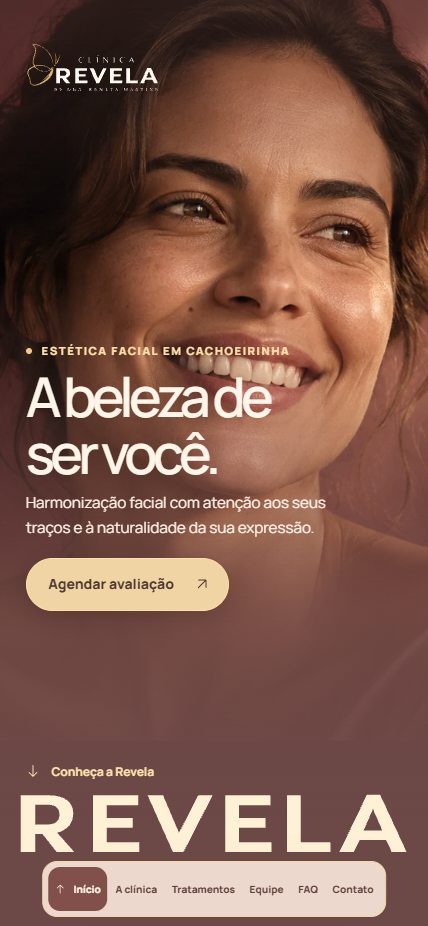 CLÍNICA
REVELA
ESTÉTICA FACIAL EM CACHOEIRINHA
A beleza de
ser você.
Harmonização facial com atenção aos seus
traços e à naturalidade da sua expressão.
Agendar avaliação
Conheça a Revela
REVELA
Início A clínica Tratamentos Equipe FAQ Contato